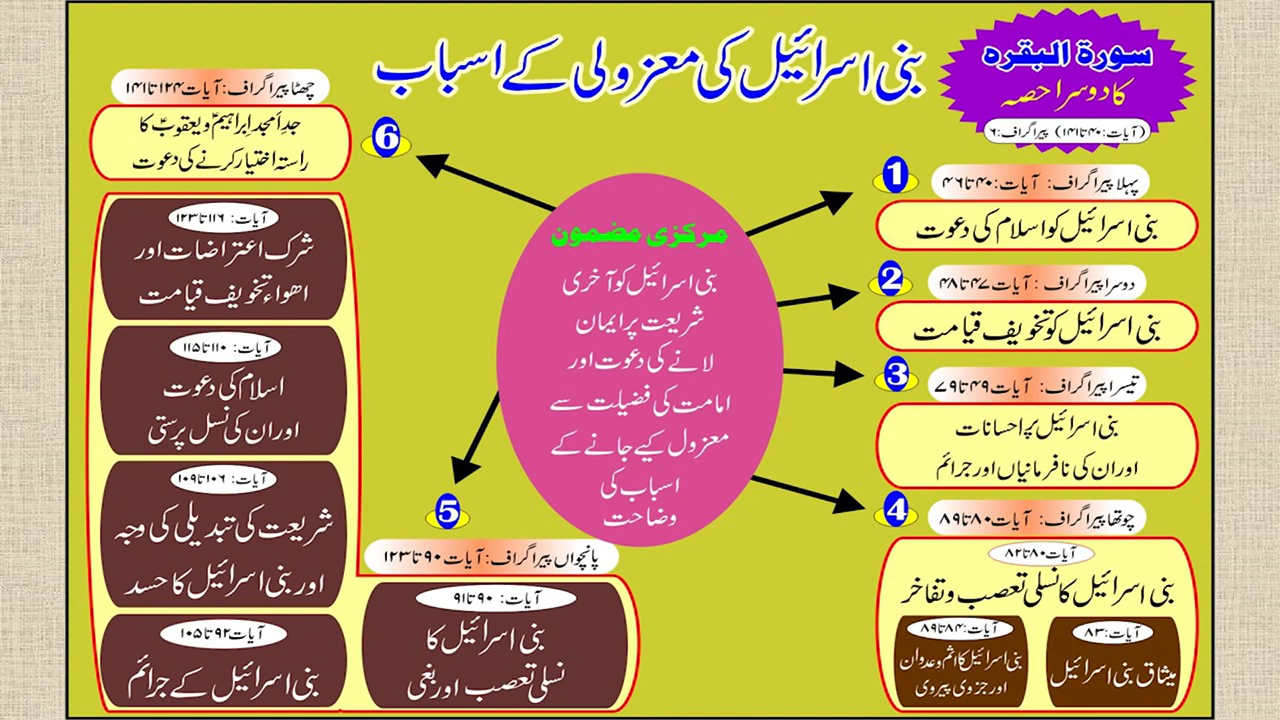 سورۃ البقرہ
کا دوسرا حصہ
(آیات: ۴۰ تا ۱۴۱) پیراگراف: ۶
بنی اسرائیل کی معزولی کے اسباب
مرکزی مضمون
بنی اسرائیل کو آخری
شریعت پر ایمان
لانے کی دعوت اور
امامت کی فضیلت سے
معزول کیے جانے کے
اسباب کی
وضاحت
1
پہلا پیراگراف: آیات: ۴۰ تا ۴۶
بنی اسرائیل کو اسلام کی دعوت
2
دوسرا پیراگراف: آیات ۴۷ تا ۴۸
بنی اسرائیل کو تخویف قیامت
3
تیسرا پیراگراف: آیات ۴۹ تا ۷۹
بنی اسرائیل پر احسانات
اور ان کی نافرمانیاں اور جرائم
4
چوتھا پیراگراف: آیات ۸۰ تا ۸۹
آیات ۸۰ تا ۸۲
بنی اسرائیل کا نسلی تعصب و تفاخر
آیات: ۸۳
میثاق بنی اسرائیل
آیات: ۸۴ تا ۸۹
بنی اسرائیل کا اثم و عدوان
اور جزوی پیروی
5
پانچواں پیراگراف: آیات ۹۰ تا ۱۲۳
آیات: ۹۰ تا ۹۱
بنی اسرائیل کا
نسلی تعصب اور بغی
آیات ۹۲ تا ۱۰۵
بنی اسرائیل کے جرائم
آیات: ۱۰۶ تا ۱۰۹
شریعت کی تبدیلی کی وجہ
اور بنی اسرائیل کا حسد
آیات: ۱۱۰ تا ۱۱۵
اسلام کی دعوت
اور ان کی نسل پرستی
آیات: ۱۱۶ تا ۱۲۳
شرک اعتراضات اور
اھواء تخویف قیامت
6
چھٹا پیراگراف: آیات ۱۲۴ تا ۱۴۱
جد امجد ابراہیمؑ و یعقوبؑ کا
راستہ اختیار کرنے کی دعوت